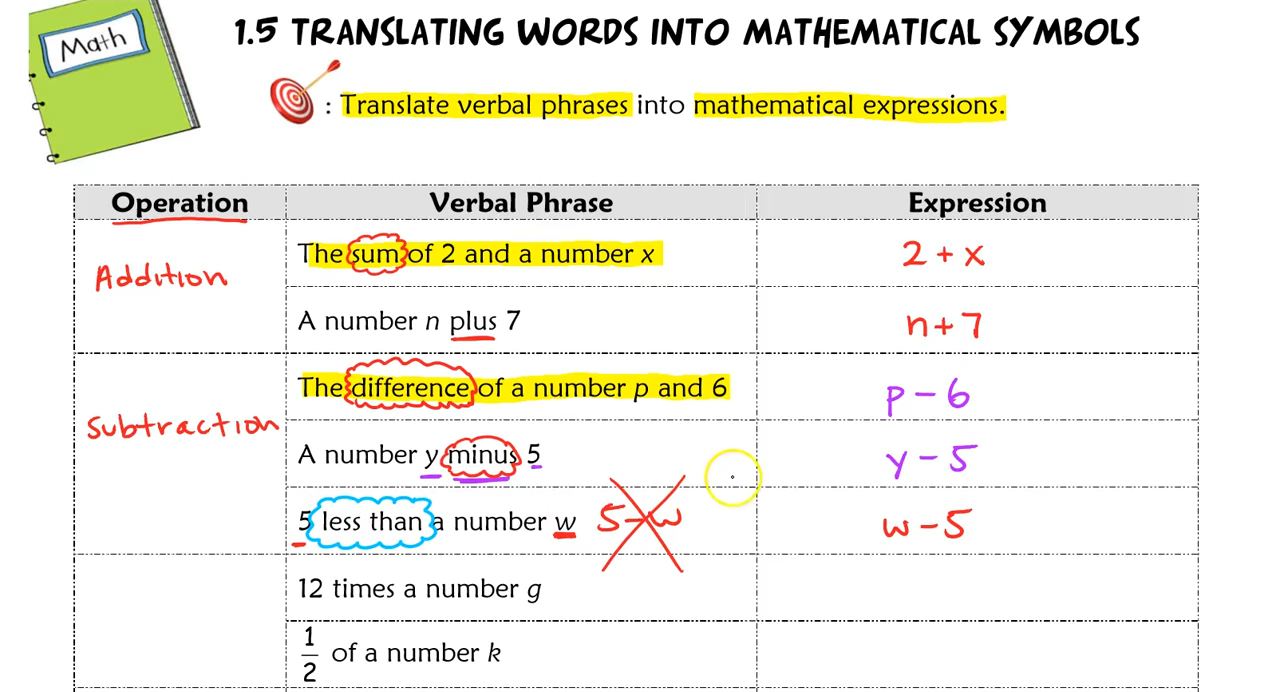 Math
1.5 TRANSLATING WORDS INTO MATHEMATICAL SYMBOLS
: Translate verbal phrases into mathematical expressions.
Operation Verbal Phrase Expression
Addition
The sum of 2 and a number x 2 + x
A number n plus 7 n + 7
Subtraction
The difference of a number p and 6 p - 6
A number y minus 5 y - 5
5 less than a number w 5 - w w - 5
12 times a number g
1/2 of a number k